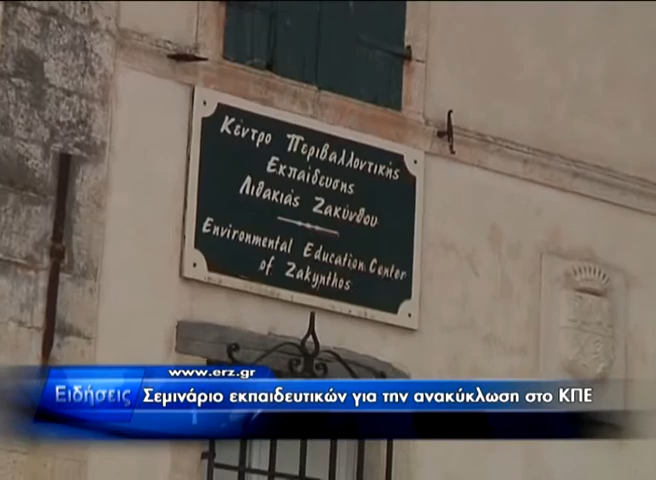 Κέντρο Περιβαλλοντικής
Εκπαίδευσης
Λιθακιάς Ζακύνθου
Environmental Education Center
of Zakynthos
www.erz.gr
Ειδήσεις
Σεμινάριο εκπαιδευτικών για την ανακύκλωση στο ΚΠΕ